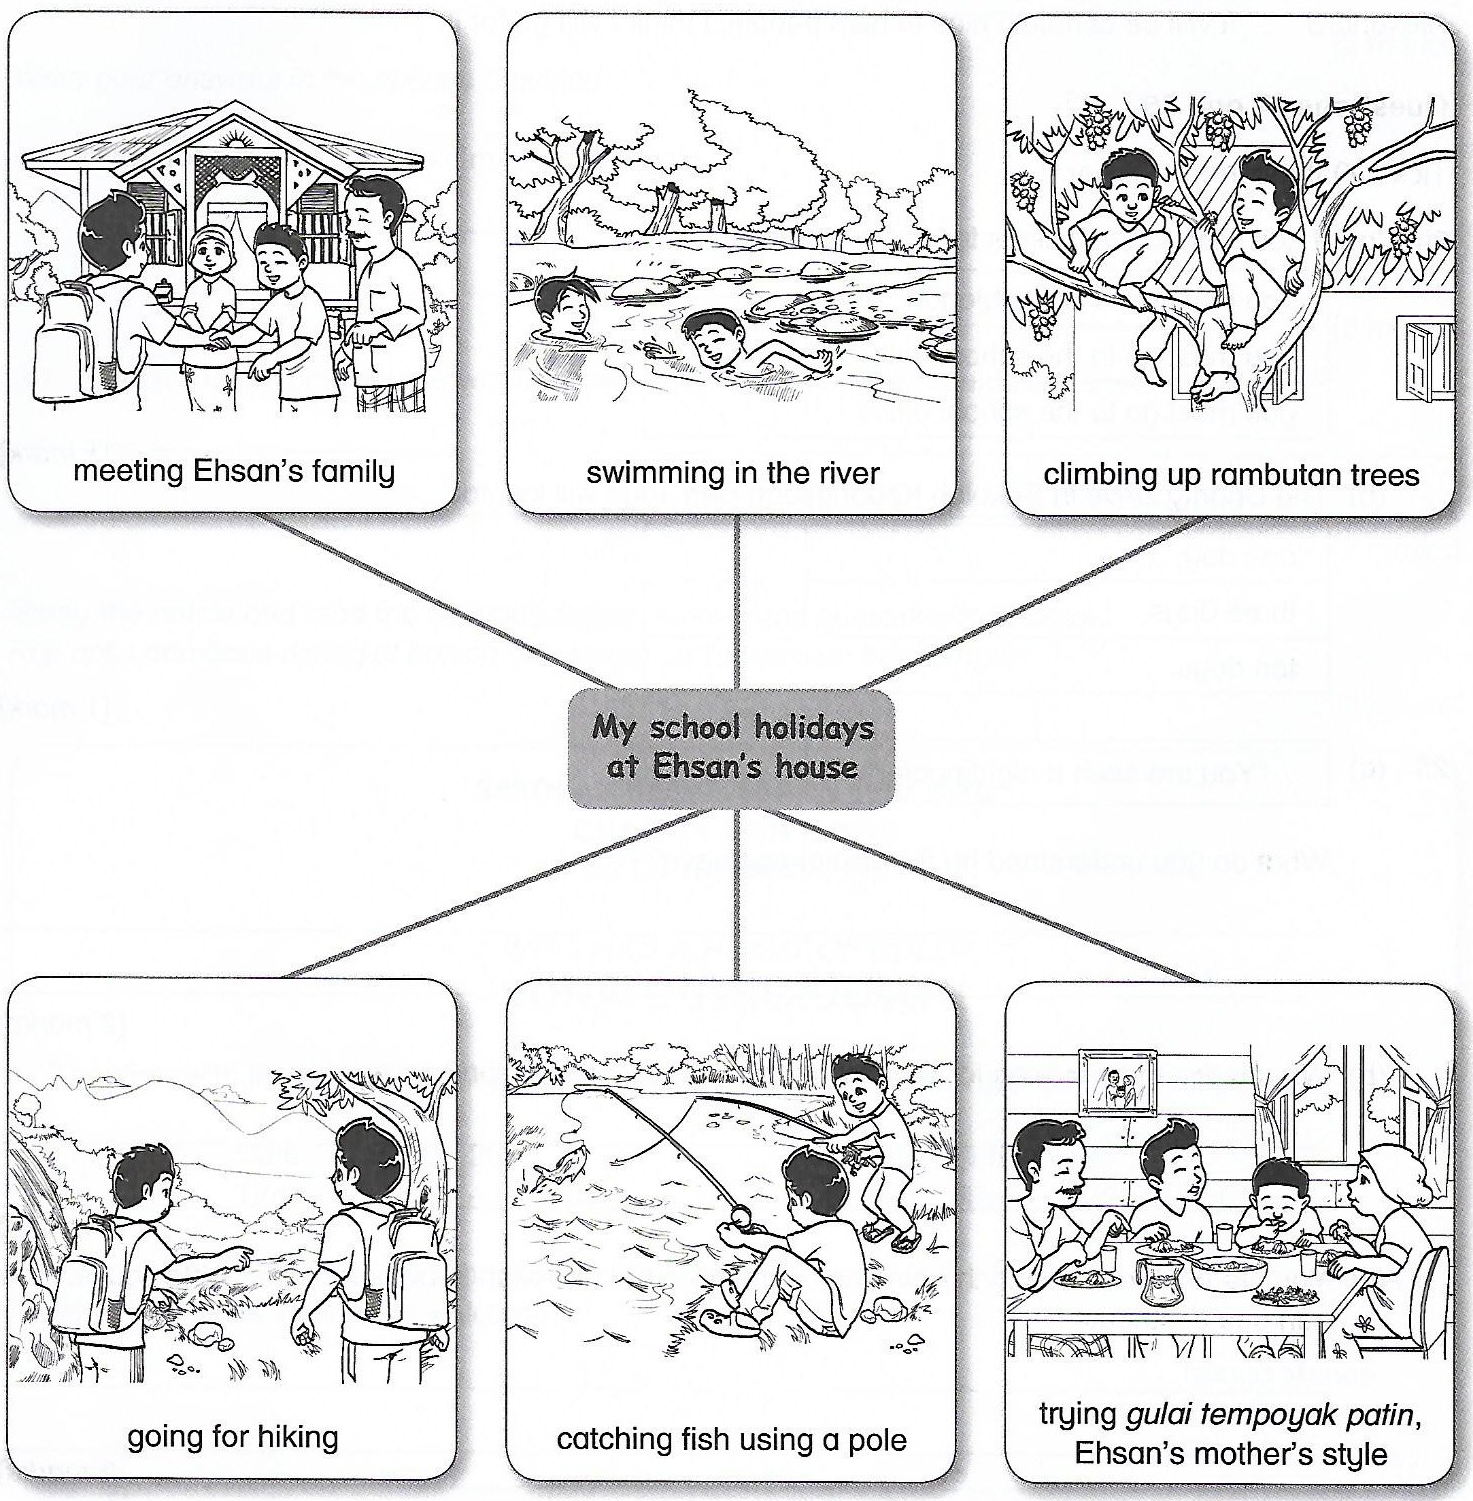 meeting Ehsan's family
swimming in the river
climbing up rambutan trees
My school holidays
at Ehsan's house
going for hiking
catching fish using a pole
trying gulai tempoyak patin,
Ehsan's mother's style